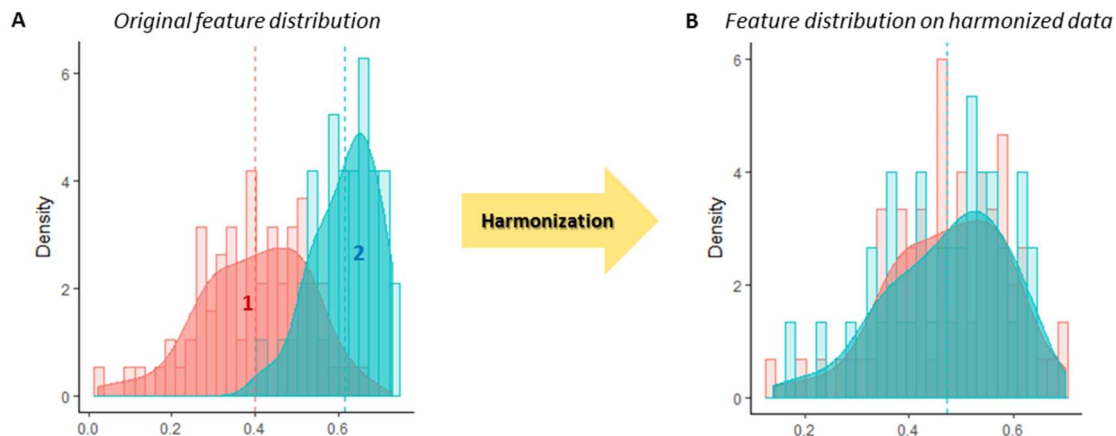 A
Original feature distribution
Density
6
4
2
0
0.0
0.2
0.4
0.6
1
2
Harmonization
B
Feature distribution on harmonized data
Density
6
4
2
0
0.2
0.4
0.6